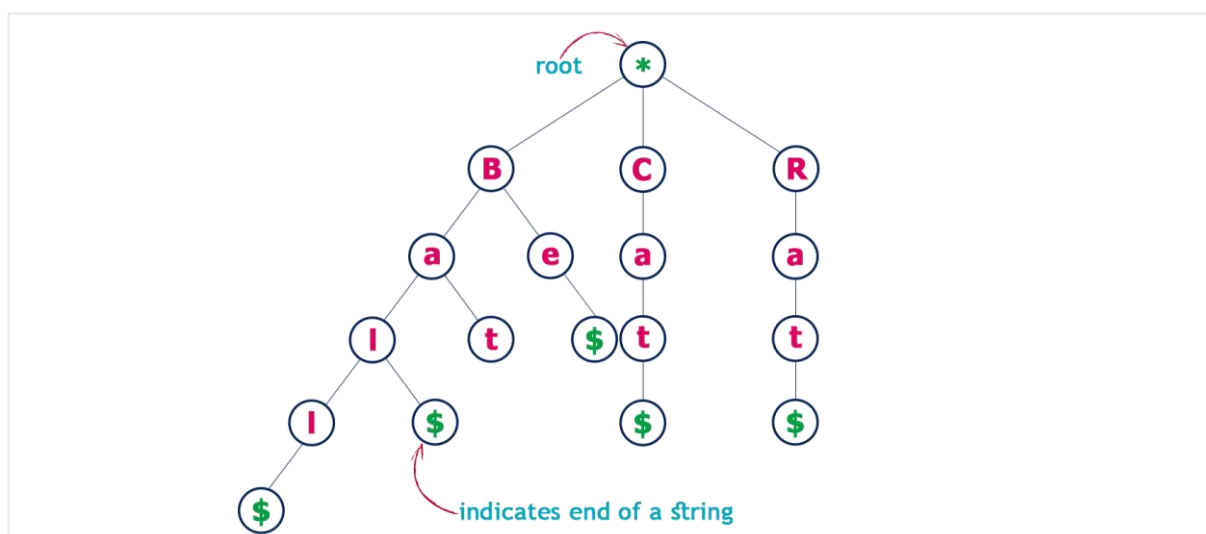 root *
B C R
a e a a
l t $ t t
l $ $ $
$ indicates end of a string